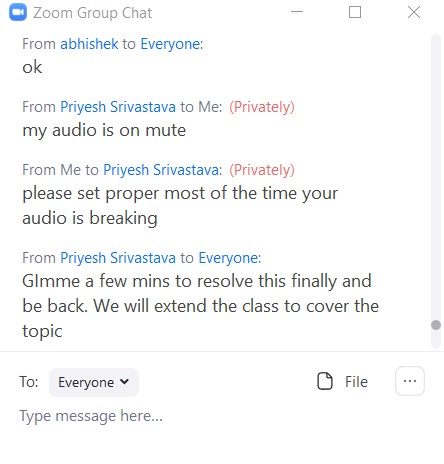 Zoom Group Chat
From abhishek to Everyone:
ok
From Priyesh Srivastava to Me: (Privately)
my audio is on mute
From Me to Priyesh Srivastava: (Privately)
please set proper most of the time your
audio is breaking
From Priyesh Srivastava to Everyone:
GImme a few mins to resolve this finally and
be back. We will extend the class to cover the
topic
To: Everyone File
Type message here...